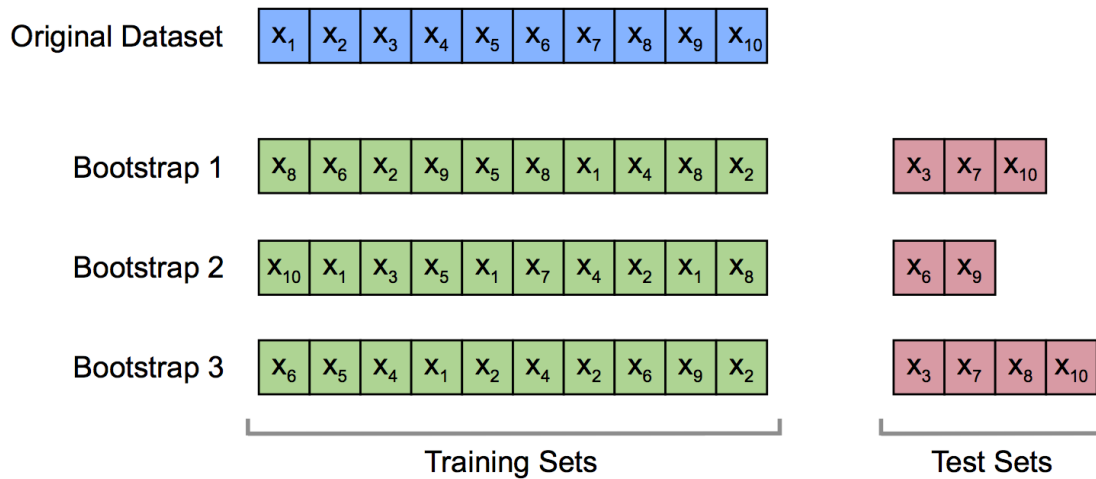 Original Dataset x₁ x₂ x₃ x₄ x₅ x₆ x₇ x₈ x₉ x₁₀
Bootstrap 1 x₈ x₆ x₂ x₉ x₅ x₈ x₁ x₄ x₈ x₂ x₃ x₇ x₁₀
Bootstrap 2 x₁₀ x₁ x₃ x₅ x₁ x₇ x₄ x₂ x₁ x₈ x₆ x₉
Bootstrap 3 x₆ x₅ x₄ x₁ x₂ x₄ x₂ x₆ x₉ x₂ x₃ x₇ x₈ x₁₀
Training Sets Test Sets